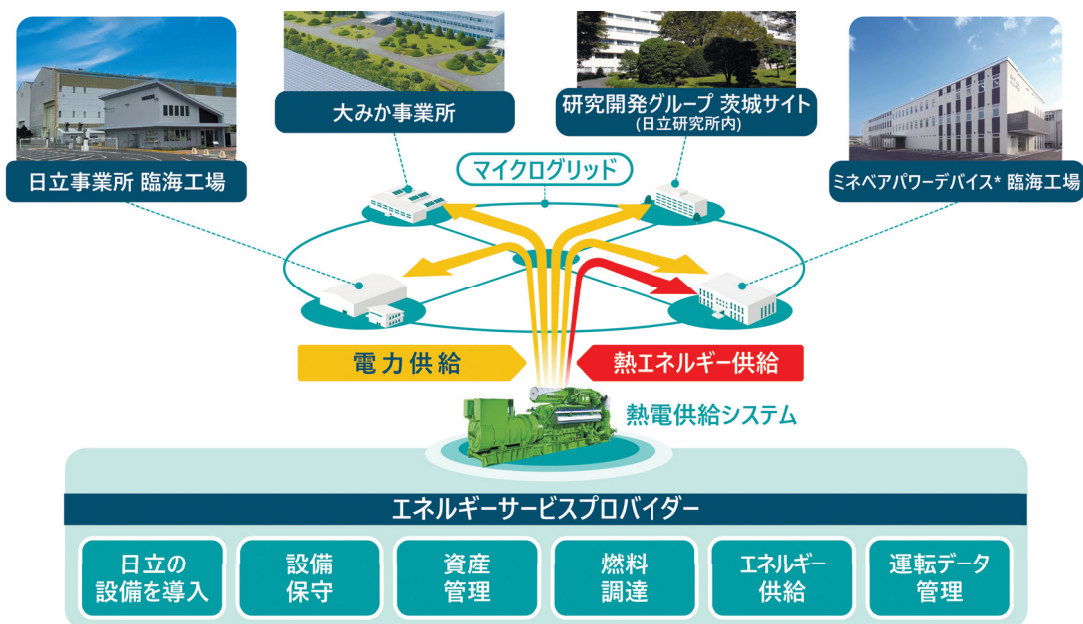 大みか事業所
研究開発グループ 茨城サイト
(日立研究所内)
日立事業所 臨海工場
マイクログリッド
ミネベアパワーデバイス* 臨海工場
電力供給
熱エネルギー供給
熱電供給システム
エネルギーサービスプロバイダー
日立の
設備を導入
設備
保守
資産
管理
燃料
調達
エネルギー
供給
運転データ
管理